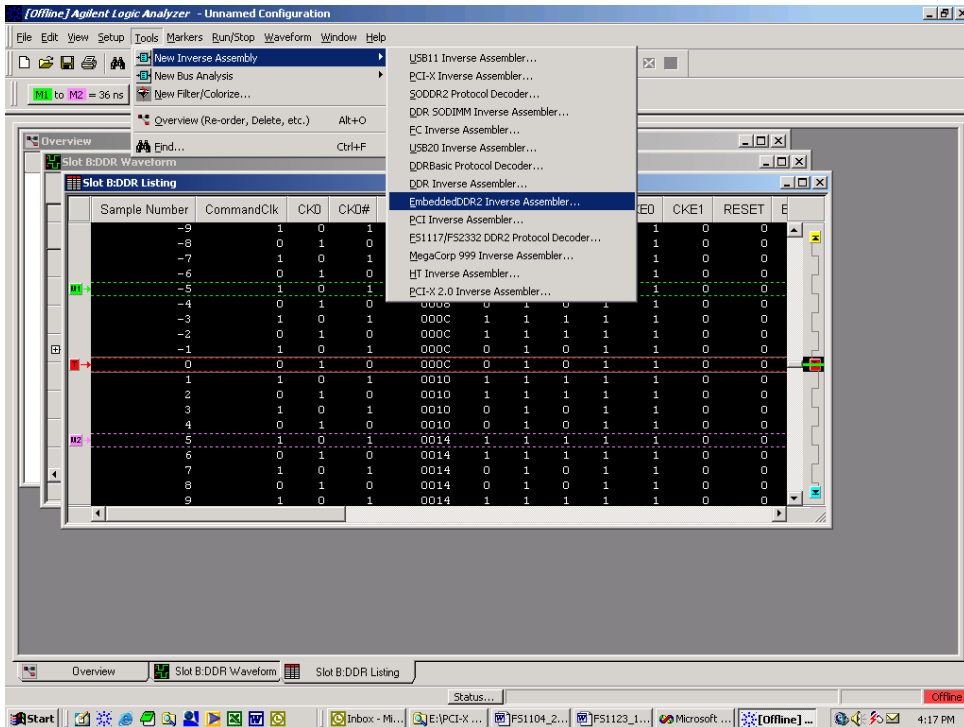 [Offline] Agilent Logic Analyzer - Unnamed Configuration
File Edit View Setup Tools Markers Run/Stop Waveform Window Help
M1 to M2 = 36 ns
New Inverse Assembly
New Bus Analysis
New Filter/Colorize...
Overview (Re-order, Delete, etc.) Alt+O
Find... Ctrl+F
USB11 Inverse Assembler...
PCI-X Inverse Assembler...
SODDR2 Protocol Decoder...
DDR SODIMM Inverse Assembler...
FC Inverse Assembler...
USB20 Inverse Assembler...
DDRBasic Protocol Decoder...
DDR Inverse Assembler...
EmbeddedDDR2 Inverse Assembler...
PCI Inverse Assembler...
FS1117/FS2332 DDR2 Protocol Decoder...
MegaCorp 999 Inverse Assembler...
HT Inverse Assembler...
PCI-X 2.0 Inverse Assembler...
Overview
Slot B:DDR Waveform
Slot B:DDR Listing
Sample Number CommandClk CK0 CK0# KE0 CKE1 RESET
-9 1 0 1 1 0 0
-8 0 1 0 1 0 0
-7 1 0 1 1 0 0
-6 0 1 0 1 0 0
M1 -5 1 0 1 1 0 0
-4 0 1 0 0008 0 1 0 1 1 0 0
-3 1 0 1 000C 1 1 1 1 1 0 0
-2 0 1 0 000C 0 1 0 1 1 0 0
-1 1 0 1 000C 0 1 0 1 1 0 0
T 0 0 1 0 000C 0 1 0 1 1 0 0
1 1 0 1 0010 1 1 1 1 1 0 0
2 0 1 0 0010 1 1 1 1 1 0 0
3 1 0 1 0010 0 1 0 1 1 0 0
4 0 1 0 0010 0 1 0 1 1 0 0
M2 5 1 0 1 0014 1 1 1 1 1 0 0
6 0 1 0 0014 1 1 1 1 1 0 0
7 1 0 1 0014 0 1 0 1 1 0 0
8 0 1 0 0014 0 1 0 1 1 0 0
9 1 0 1 0014 1 1 1 1 1 0 0
Overview Slot B:DDR Waveform Slot B:DDR Listing
Status... Offline
Start Inbox - Mi... E:\PCI-X ... FS1104_2... FS1123_1... Microsoft ... [Offline] ... 4:17 PM